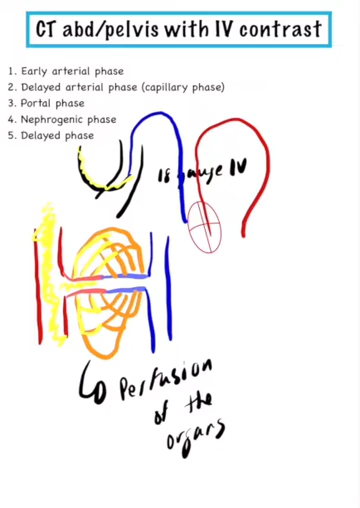 CT abd/pelvis with IV contrast
1. Early arterial phase
2. Delayed arterial phase (capillary phase)
3. Portal phase
4. Nephrogenic phase
5. Delayed phase
18 gauge IV
Perfusion
of the
organs